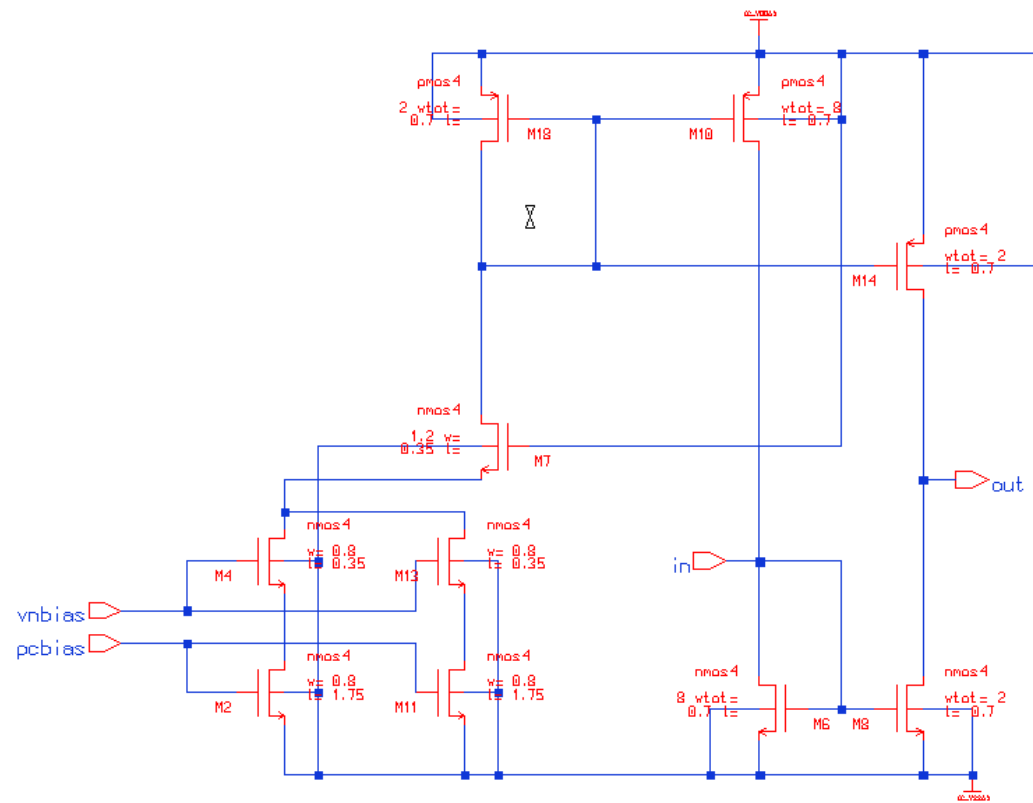 pmos4
2 wtot=
0.7 l=
M18
pmos4
wtot= 8
l= 0.7
M10
pmos4
wtot= 2
l= 0.7
M14
nmos4
1.2 w=
0.35 l=
M7
out
nmos4
w= 0.8
l= 0.35
M4
nmos4
w= 0.8
l= 0.35
M13
in
vnbias
pcbias
nmos4
w= 0.8
l= 1.75
M2
nmos4
w= 0.8
l= 1.75
M11
nmos4
8 wtot=
0.7 l=
M6
nmos4
wtot= 2
l= 0.7
M8